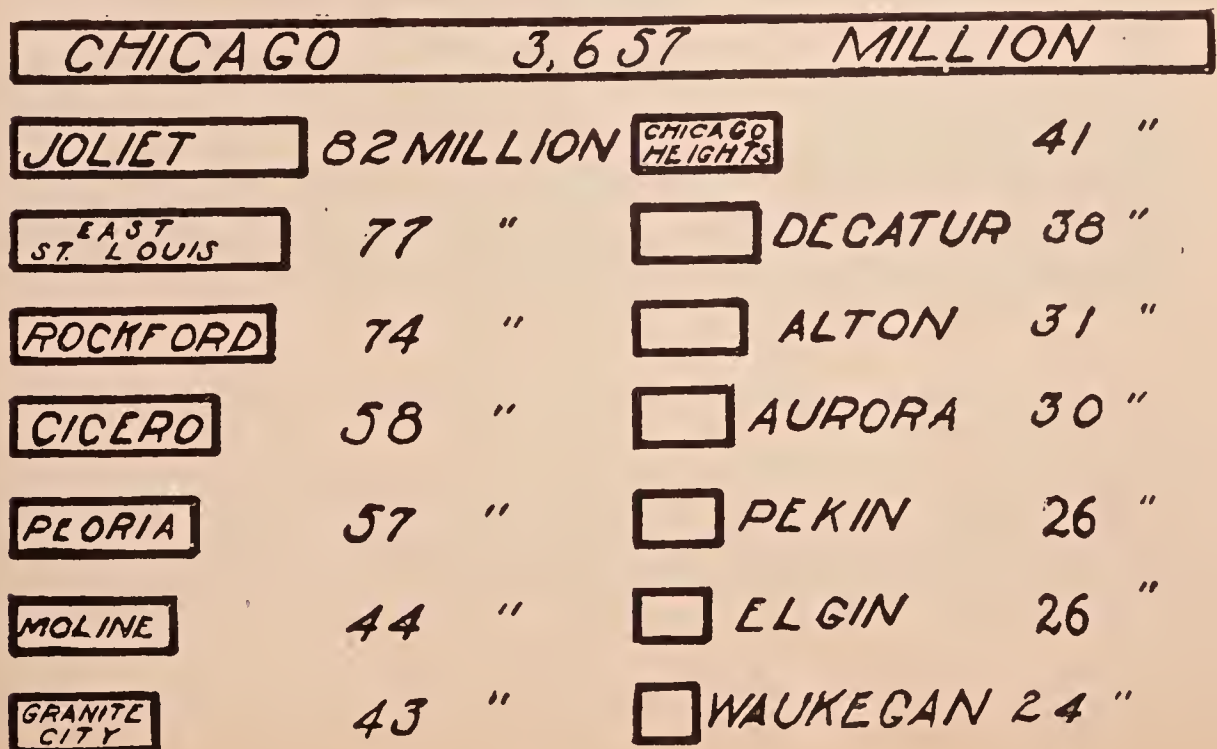 CHICAGO 3,657 MILLION
JOLIET 82 MILLION
EAST
ST. LOUIS 77 "
ROCKFORD 74 "
CICERO 58 "
PEORIA 57 "
MOLINE 44 "
GRANITE
CITY 43 "
CHICAGO
HEIGHTS 41 "
DECATUR 38 "
ALTON 31 "
AURORA 30 "
PEKIN 26 "
ELGIN 26 "
WAUKEGAN 24 "